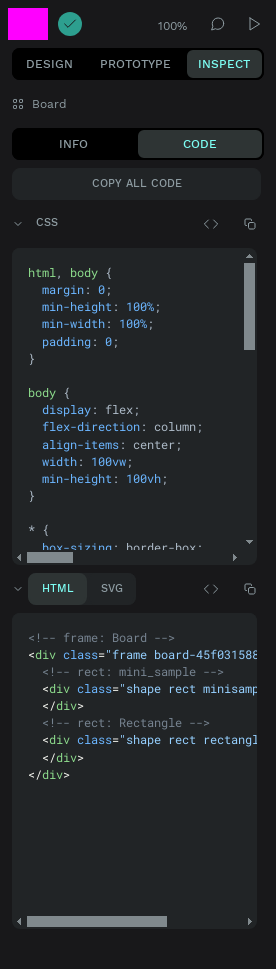 100%
DESIGN PROTOTYPE INSPECT
Board
INFO CODE
COPY ALL CODE
CSS
html, body {
  margin: 0;
  min-height: 100%;
  min-width: 100%;
  padding: 0;
}

body {
  display: flex;
  flex-direction: column;
  align-items: center;
  width: 100vw;
  min-height: 100vh;
}

* {
  box-sizing: border-box;
HTML SVG
<!-- frame: Board -->
<div class="frame board-45f031588
  <!-- rect: mini_sample -->
  <div class="shape rect minisamp
  </div>
  <!-- rect: Rectangle -->
  <div class="shape rect rectangl
  </div>
</div>